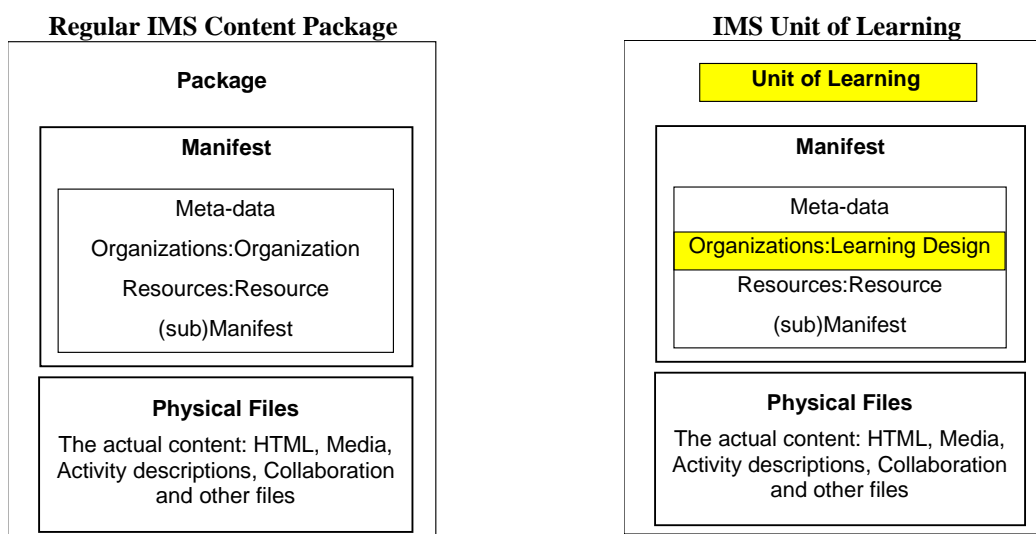 Regular IMS Content Package
Package
Manifest
Meta-data
Organizations:Organization
Resources:Resource
(sub)Manifest
Physical Files
The actual content: HTML, Media,
Activity descriptions, Collaboration
and other files
IMS Unit of Learning
Unit of Learning
Manifest
Meta-data
Organizations:Learning Design
Resources:Resource
(sub)Manifest
Physical Files
The actual content: HTML, Media,
Activity descriptions, Collaboration
and other files